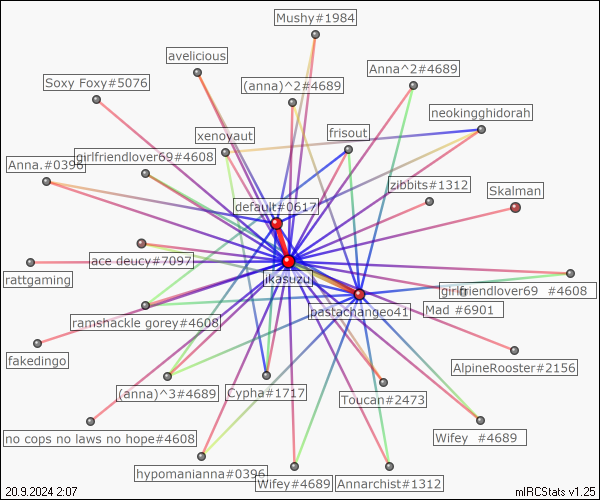 Mushy#1984
avelicious
Soxy Foxy#5076
(anna)^2#4689
Anna^2#4689
neokingghidorah
xenoyaut
frisout
Anna.#0396
girlfriendlover69#4608
zibbits#1312
Skalman
default#0617
ace deucy#7097
rattgaming
jkasuzu
girlfriendlover69 #4608
pastachangeo41
Mad #6901
ramshackle gorey#4608
fakedingo
AlpineRooster#2156
(anna)^3#4689
Cypha#1717
Toucan#2473
no cops no laws no hope#4608
Wifey #4689
hypomanianna#0396
Wifey#4689
Annarchist#1312
20.9.2024 2:07
mIRCStats v1.25